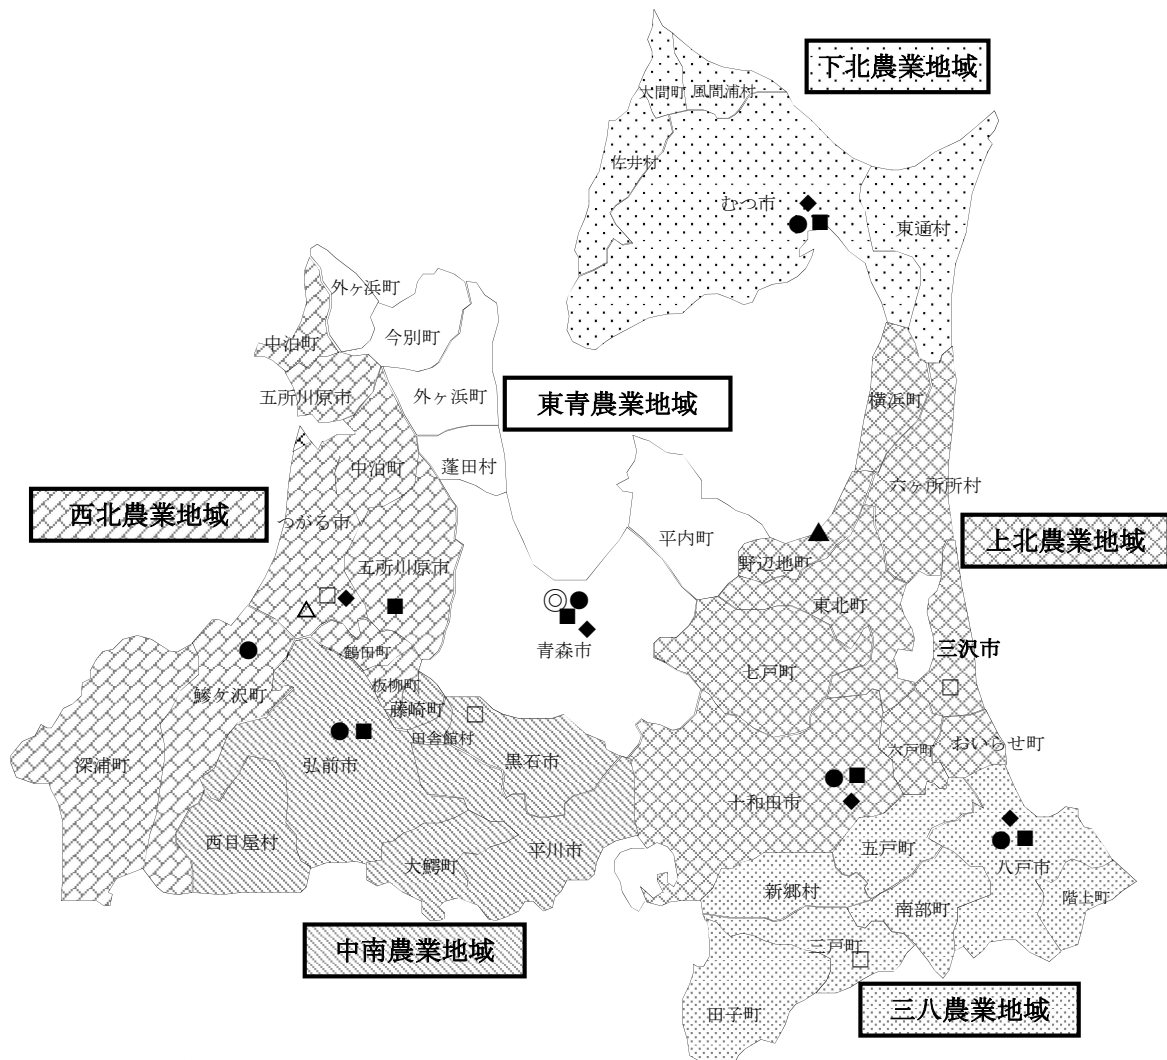 下北農業地域
大間町
風間浦村
佐井村
むつ市
東通村
外ヶ浜町
今別町
中泊町
五所川原市
外ヶ浜町
東青農業地域
横浜町
中泊町
蓬田村
六ヶ所所村
西北農業地域
つがる市
平内町
上北農業地域
五所川原市
野辺地町
東北町
青森市
鶴田町
三沢市
七戸町
板柳町
鰺ヶ沢町
藤崎町
田舎館村
おいらせ町
六戸町
深浦町
弘前市
黒石市
十和田市
西目屋村
大鰐町
平川市
五戸町
八戸市
新郷村
階上町
南部町
中南農業地域
三戸町
三八農業地域
田子町